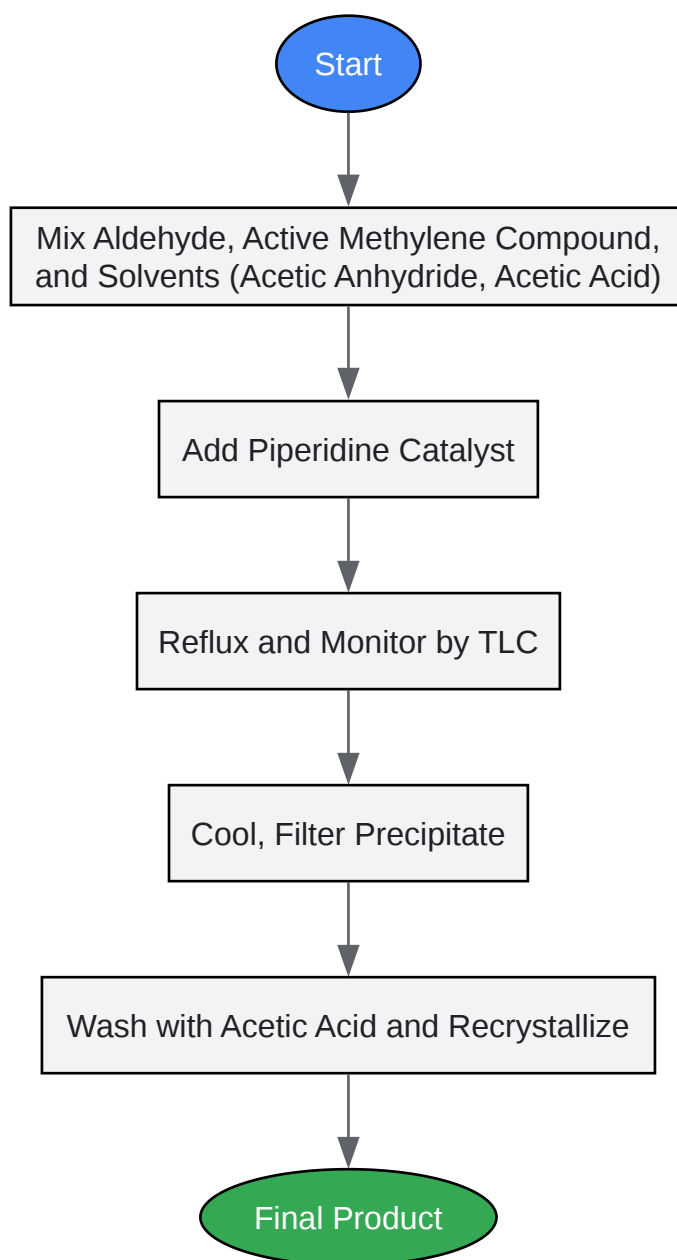 Start
Mix Aldehyde, Active Methylene Compound,
and Solvents (Acetic Anhydride, Acetic Acid)
Add Piperidine Catalyst
Reflux and Monitor by TLC
Cool, Filter Precipitate
Wash with Acetic Acid and Recrystallize
Final Product